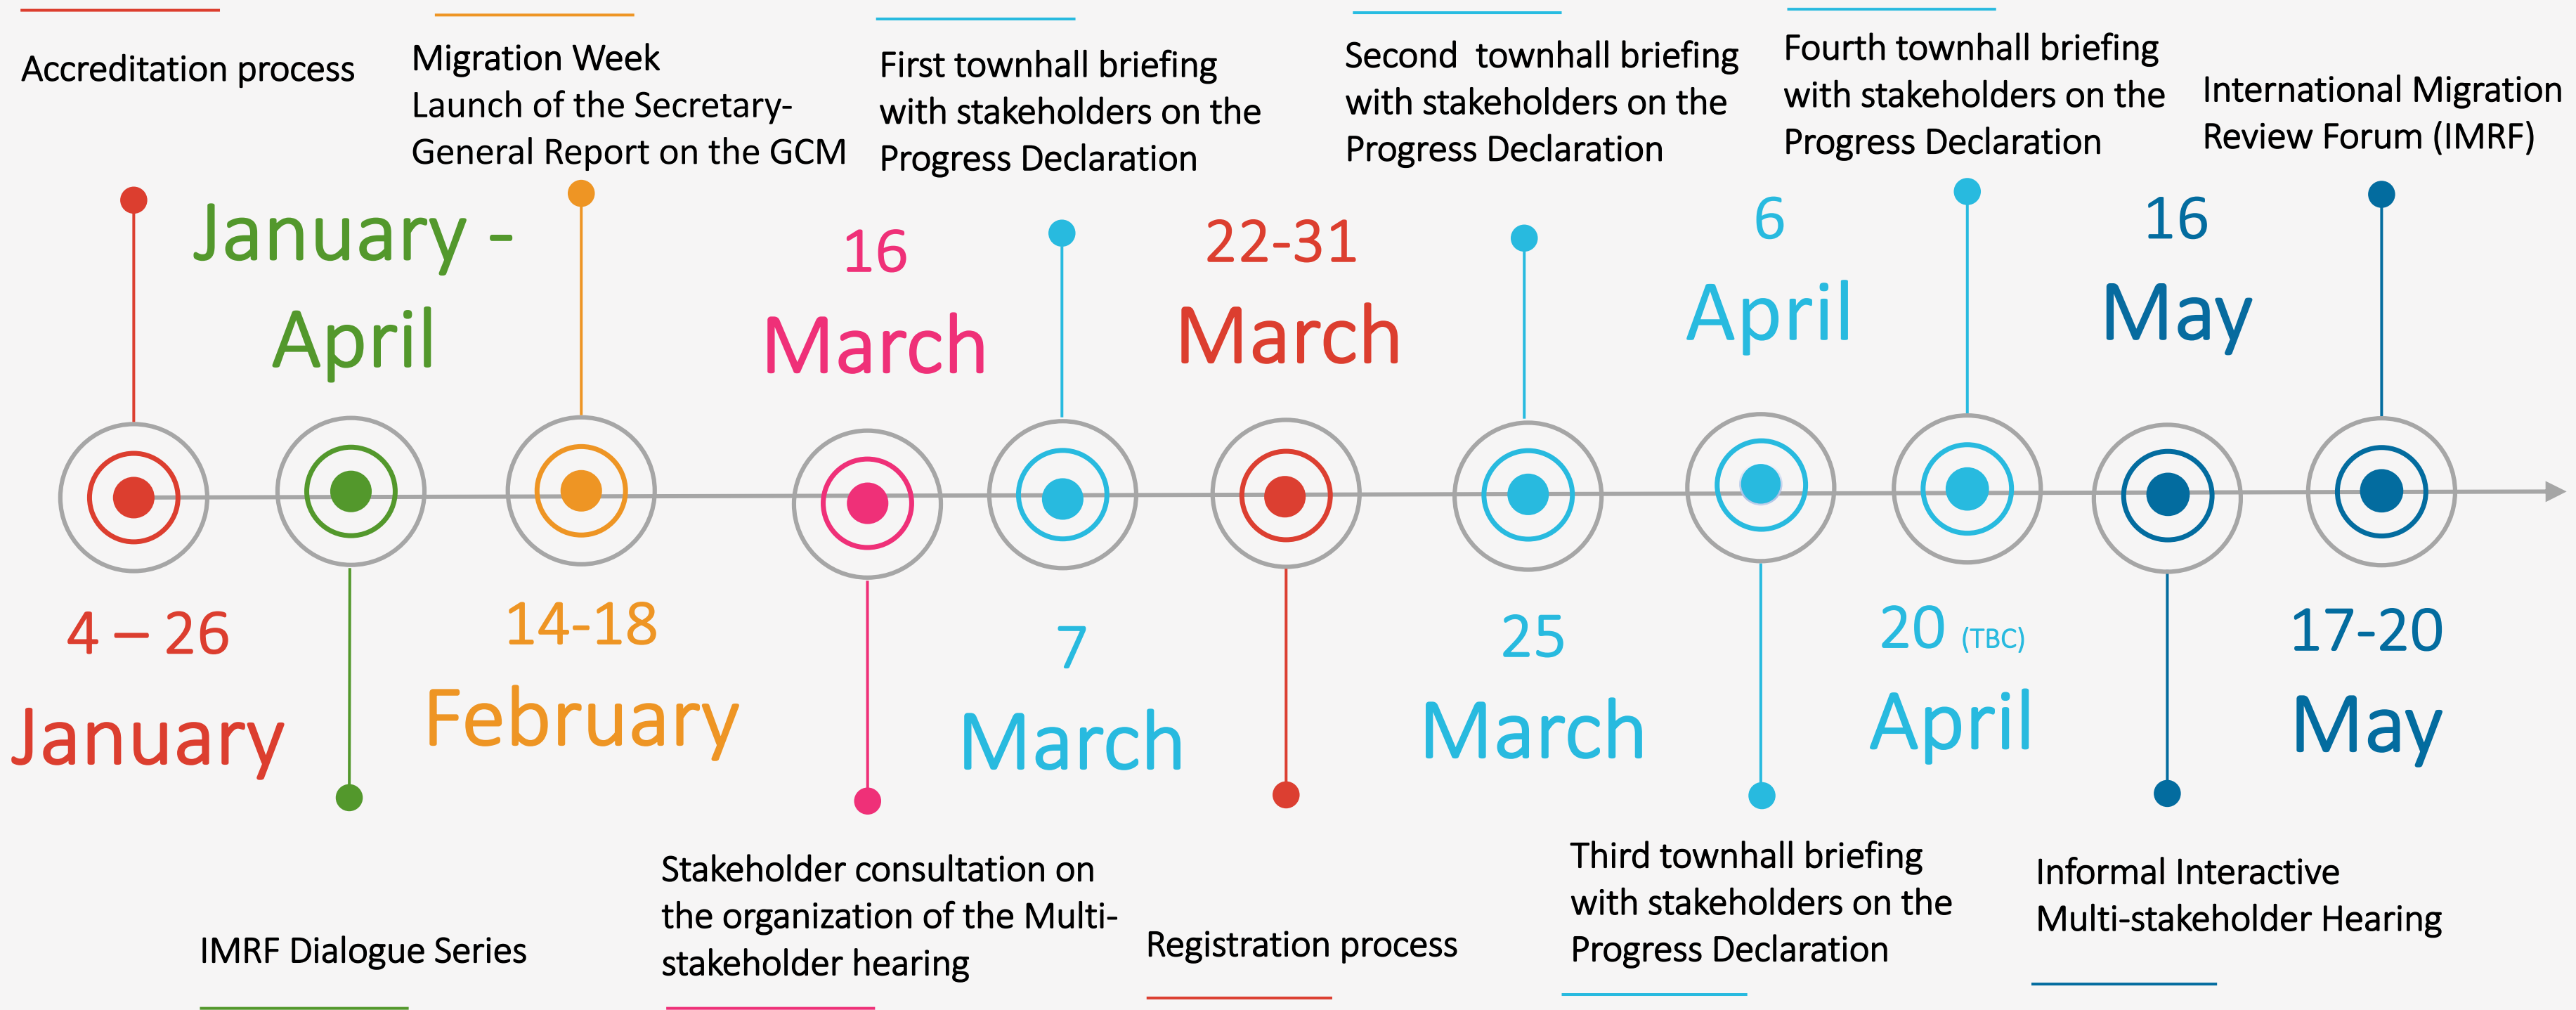 Accreditation process
4 – 26
January
January -
April
IMRF Dialogue Series
Migration Week
Launch of the Secretary-
General Report on the GCM
14-18
February
16
March
Stakeholder consultation on
the organization of the Multi-
stakeholder hearing
First townhall briefing
with stakeholders on the
Progress Declaration
7
March
22-31
March
Registration process
Second townhall briefing
with stakeholders on the
Progress Declaration
25
March
6
April
Third townhall briefing
with stakeholders on the
Progress Declaration
Fourth townhall briefing
with stakeholders on the
Progress Declaration
20 (TBC)
April
16
May
Informal Interactive
Multi-stakeholder Hearing
International Migration
Review Forum (IMRF)
17-20
May